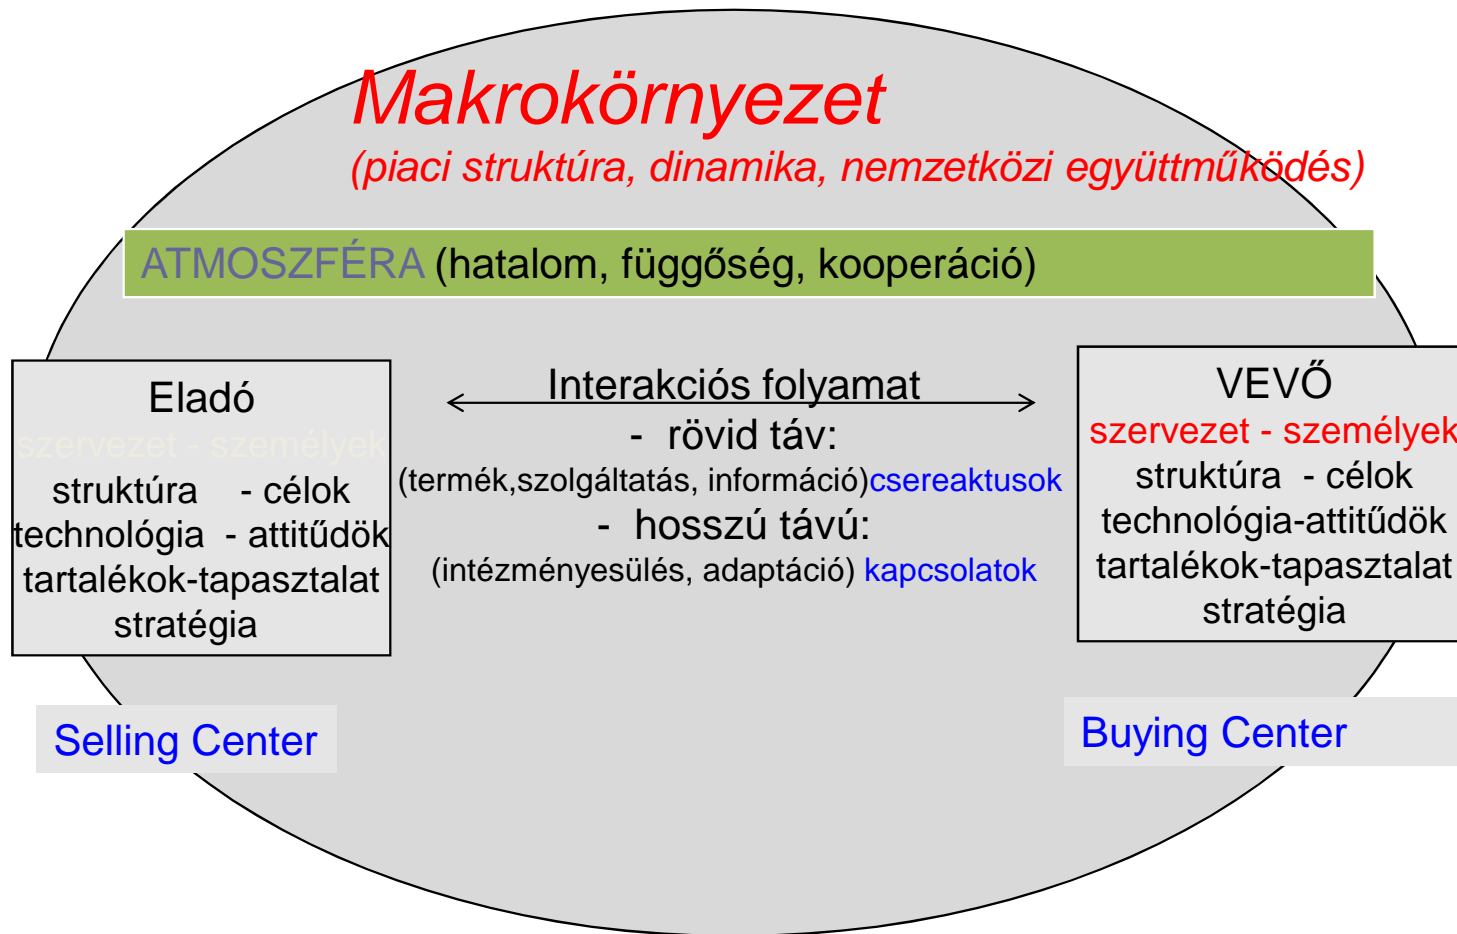 Makrokörnyezet
(piaci struktúra, dinamika, nemzetközi együttműködés)
ATMOSZFÉRA (hatalom, függőség, kooperáció)
Eladó
szervezet - személyek
struktúra - célok
technológia - attitűdök
tartalékok-tapasztalat
stratégia
Interakciós folyamat
- rövid táv:
(termék,szolgáltatás, információ)csereaktusok
- hosszú távú:
(intézményesülés, adaptáció) kapcsolatok
VEVŐ
szervezet - személyek
struktúra - célok
technológia-attitűdök
tartalékok-tapasztalat
stratégia
Selling Center
Buying Center